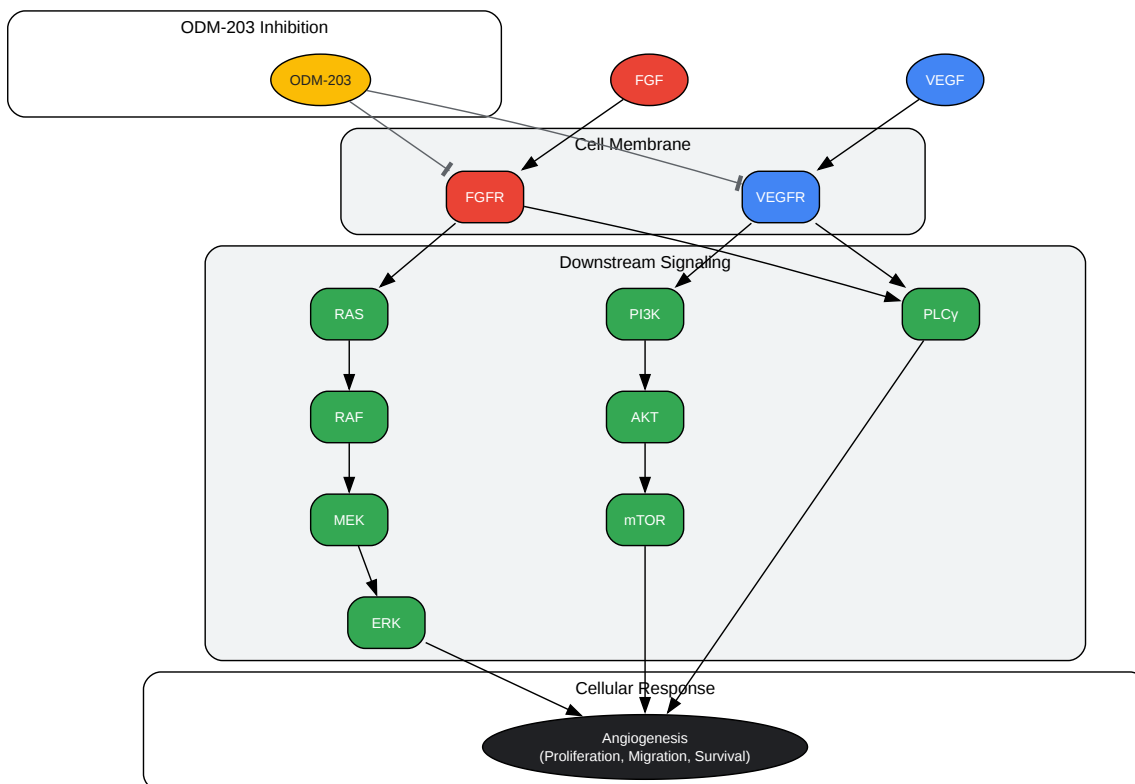 ODM-203 Inhibition
ODM-203
FGF
VEGF
Cell Membrane
FGFR
VEGFR
Downstream Signaling
RAS
PI3K
PLCγ
RAF
AKT
MEK
mTOR
ERK
Cellular Response
Angiogenesis
(Proliferation, Migration, Survival)